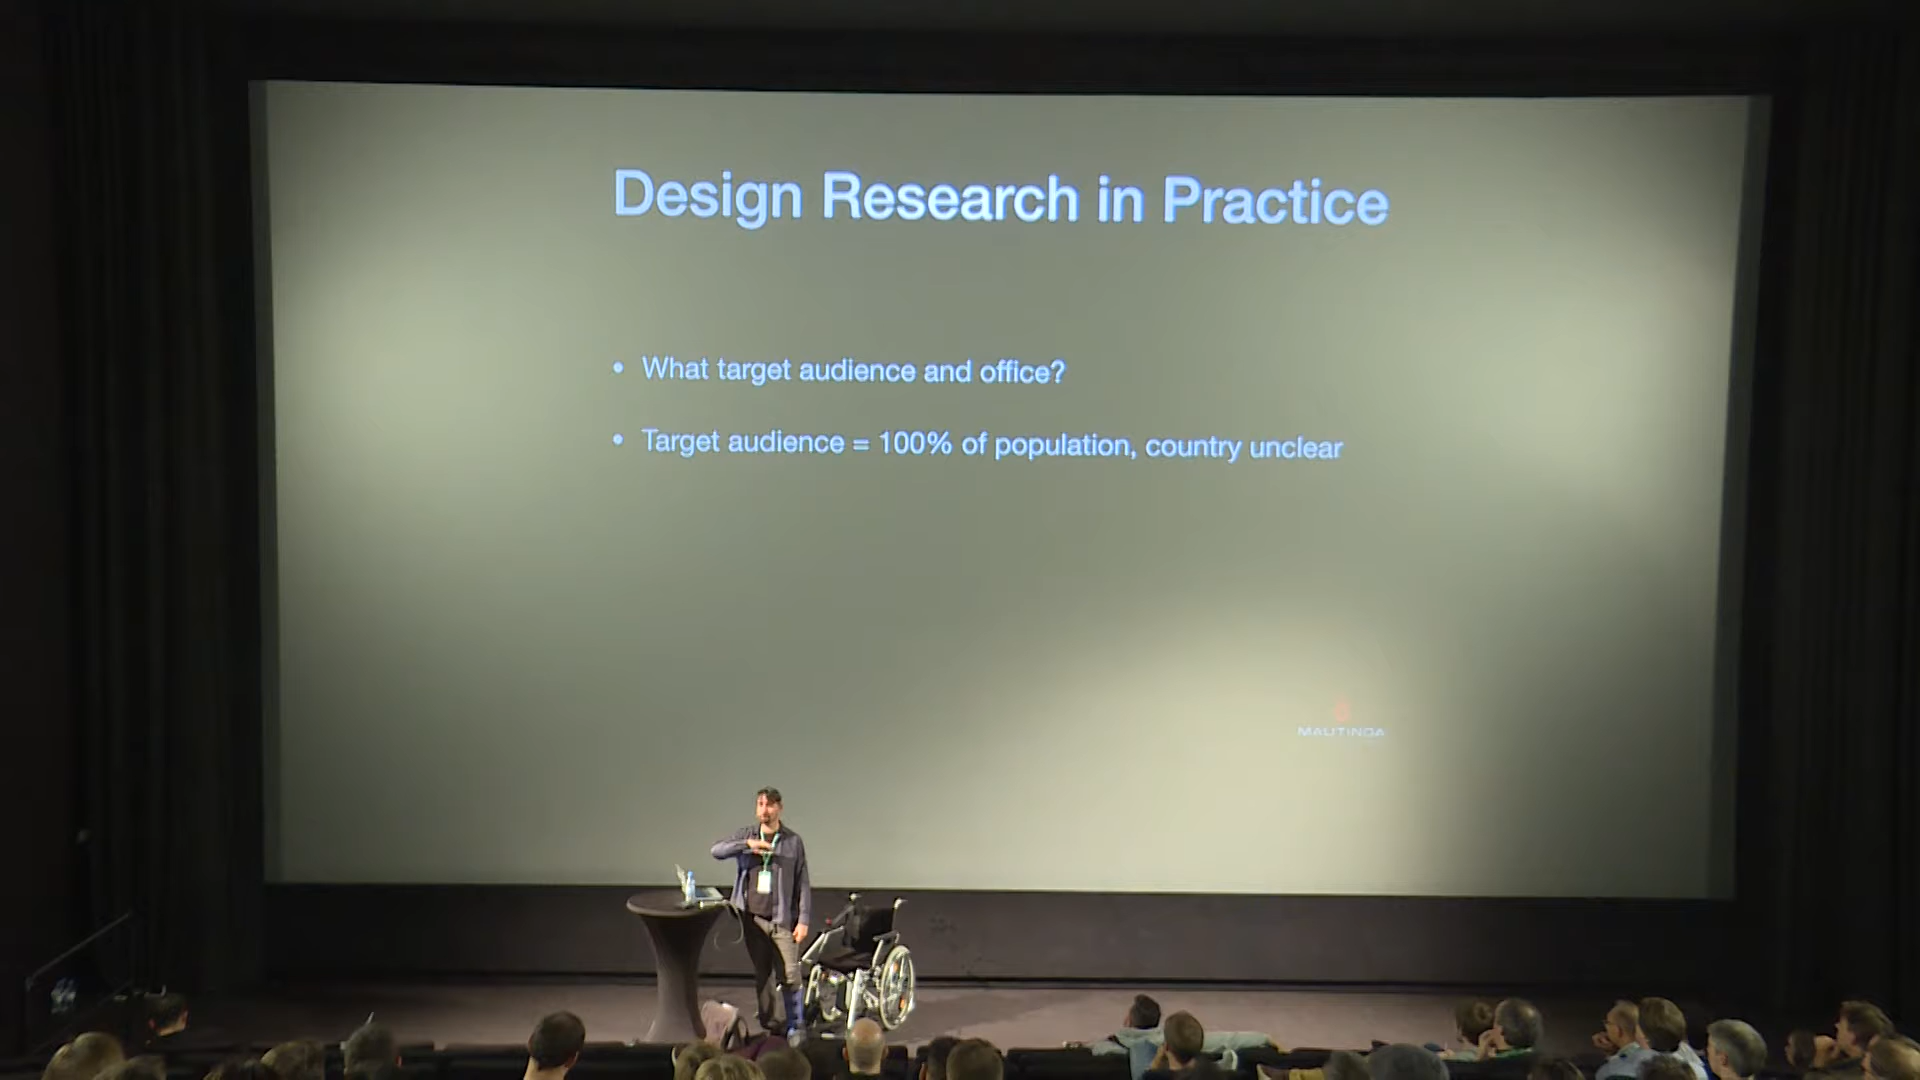 Design Research in Practice
• What target audience and office?
• Target audience = 100% of population, country unclear
MAUTINOA